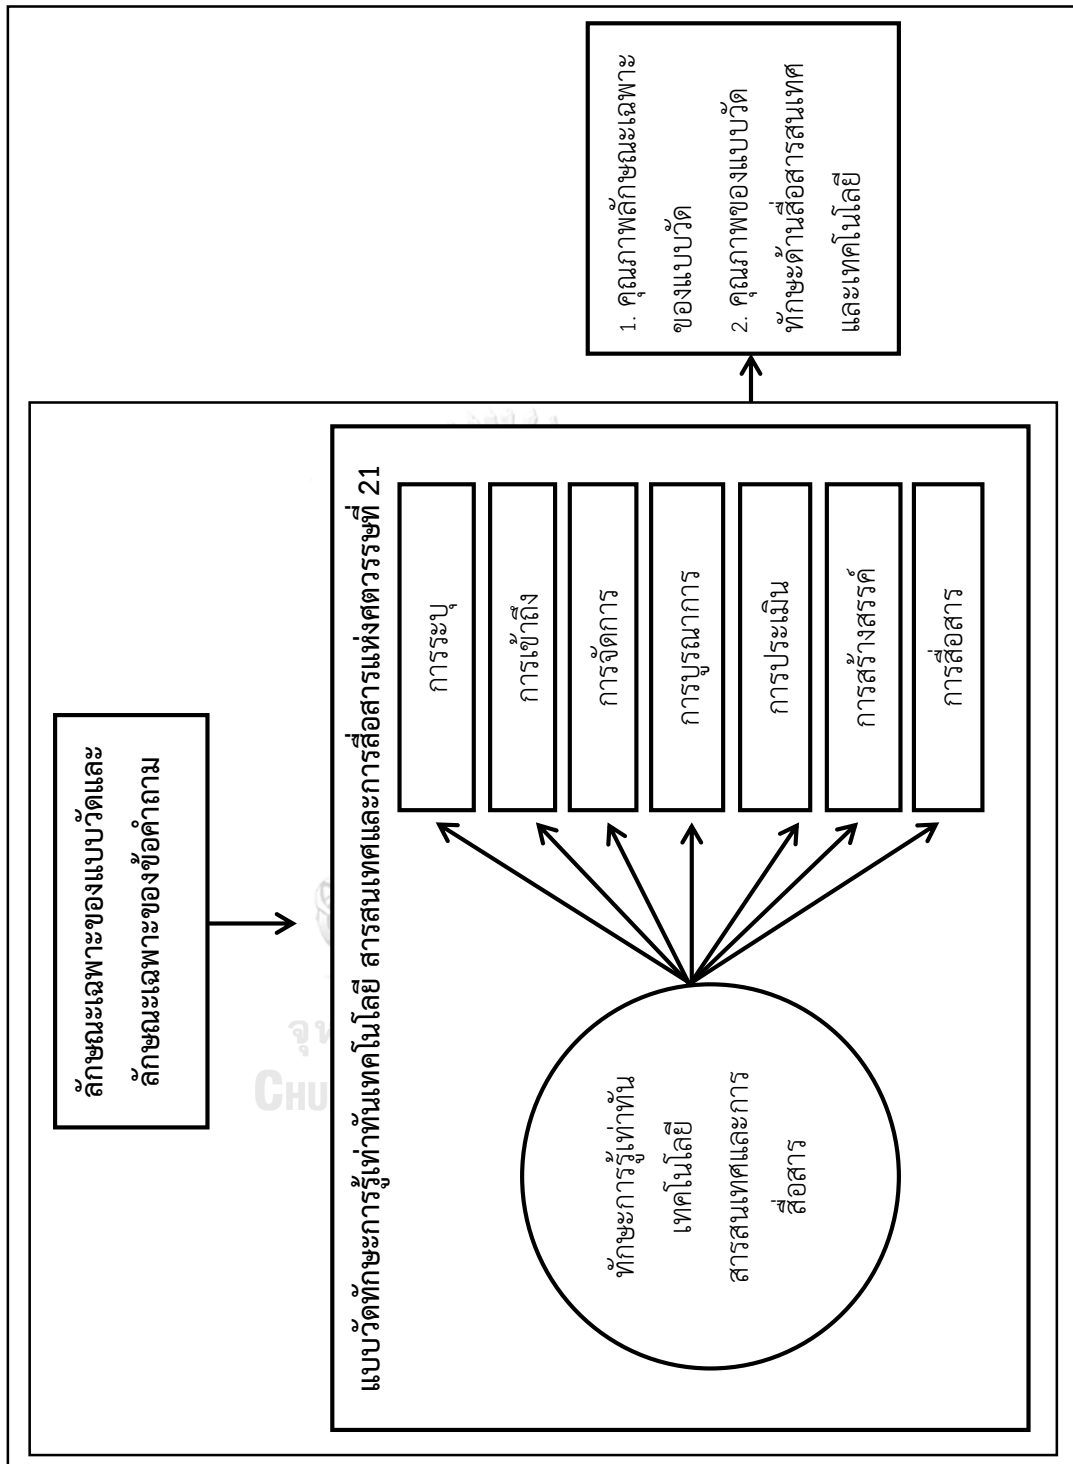 ลักษณะเฉพาะของแบบวัดและ
ลักษณะเฉพาะของข้อคำถาม
แบบวัดทักษะการรู้เท่าทันเทคโนโลยี สารสนเทศและการสื่อสารแห่งศตวรรษที่ 21
ทักษะการรู้เท่าทัน
เทคโนโลยี
สารสนเทศและการ
สื่อสาร
การระบุ
การเข้าถึง
การจัดการ
การบูรณาการ
การประเมิน
การสร้างสรรค์
การสื่อสาร
1. คุณภาพลักษณะเฉพาะ
ของแบบวัด
2. คุณภาพของแบบวัด
ทักษะด้านสื่อสารสนเทศ
และเทคโนโลยี